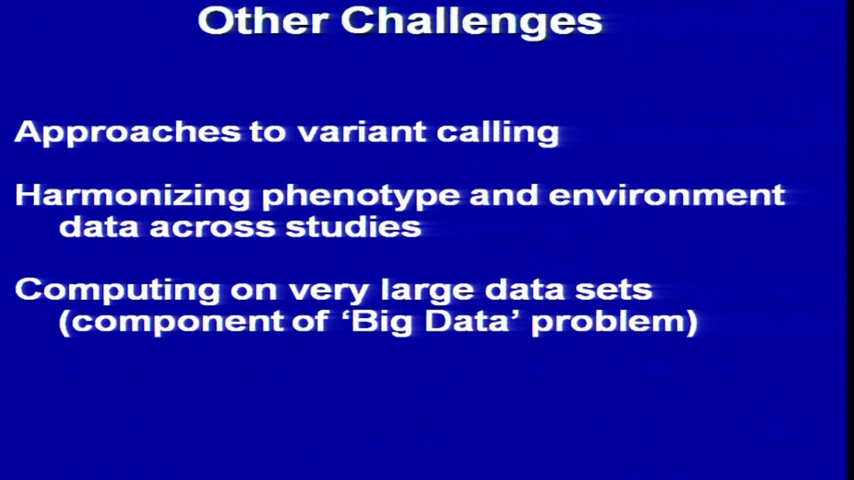 Other Challenges
Approaches to variant calling
Harmonizing phenotype and environment
data across studies
Computing on very large data sets
(component of ‘Big Data’ problem)